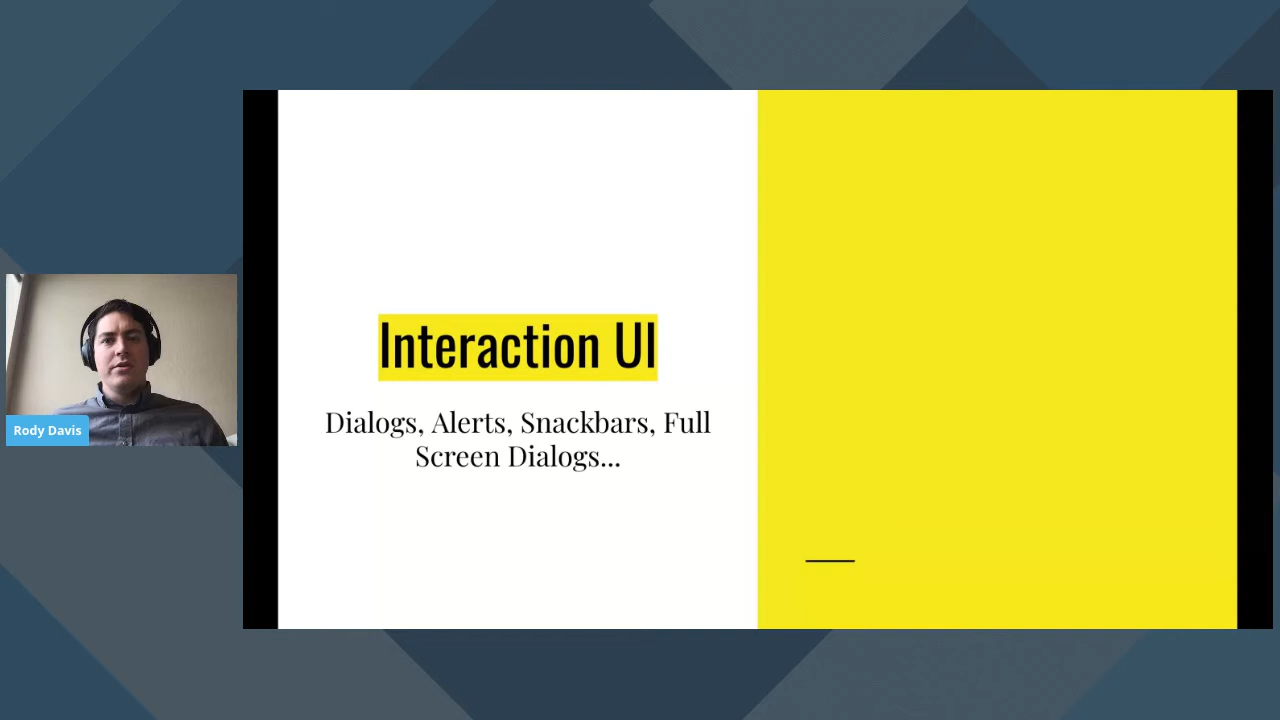 Interaction UI
Dialogs, Alerts, Snackbars, Full
Screen Dialogs...
Rody Davis